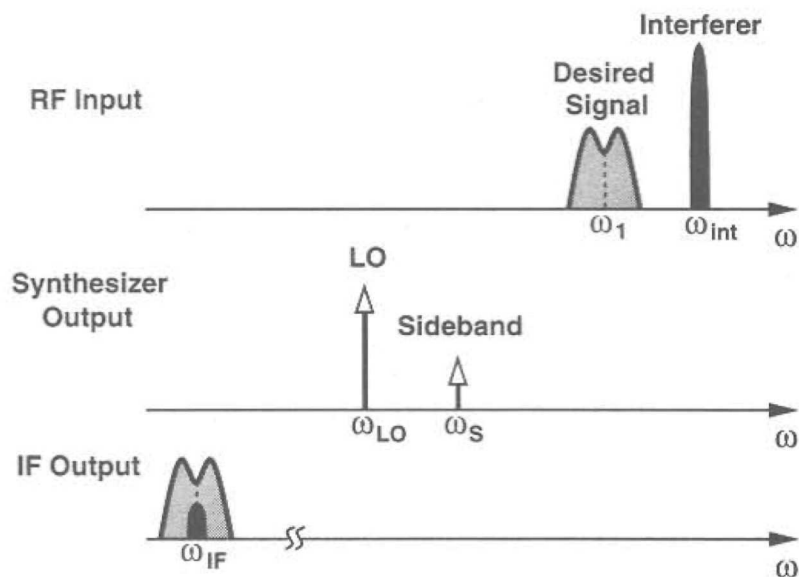 Interferer
Desired
Signal
RF Input
ω₁
ωint
ω
LO
Synthesizer
Output
Sideband
ωLO
ωS
ω
IF Output
ωIF
ω